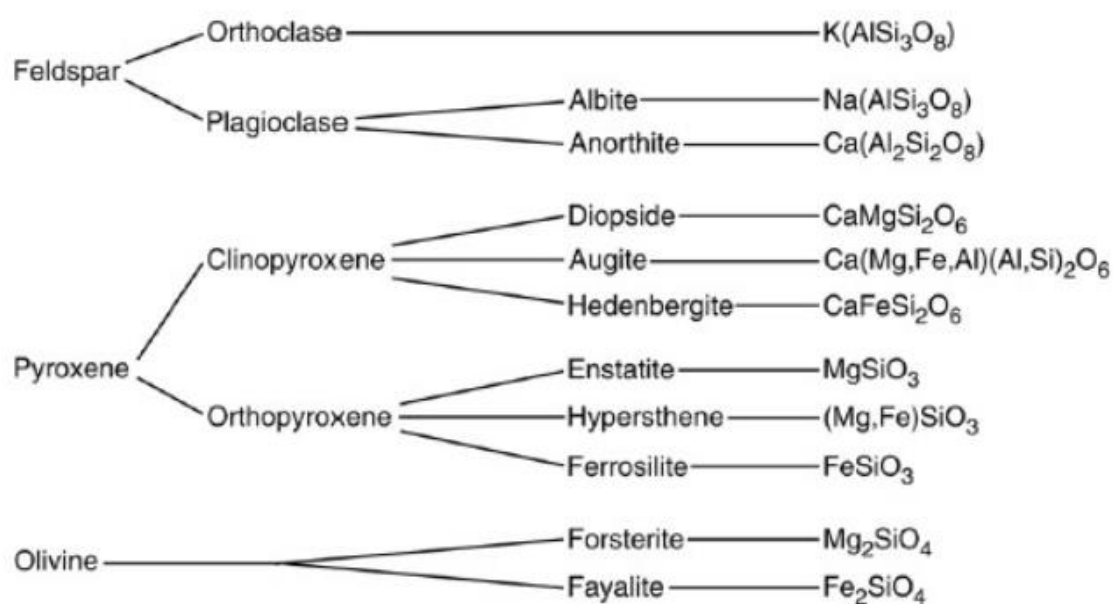 Orthoclase K(AlSi₃O₈)
Feldspar
Albite Na(AlSi₃O₈)
Plagioclase
Anorthite Ca(Al₂Si₂O₈)
Diopside CaMgSi₂O₆
Clinopyroxene Augite Ca(Mg,Fe,Al)(Al,Si)₂O₆
Hedenbergite CaFeSi₂O₆
Pyroxene Enstatite MgSiO₃
Orthopyroxene Hypersthene (Mg,Fe)SiO₃
Ferrosilite FeSiO₃
Forsterite Mg₂SiO₄
Olivine
Fayalite Fe₂SiO₄